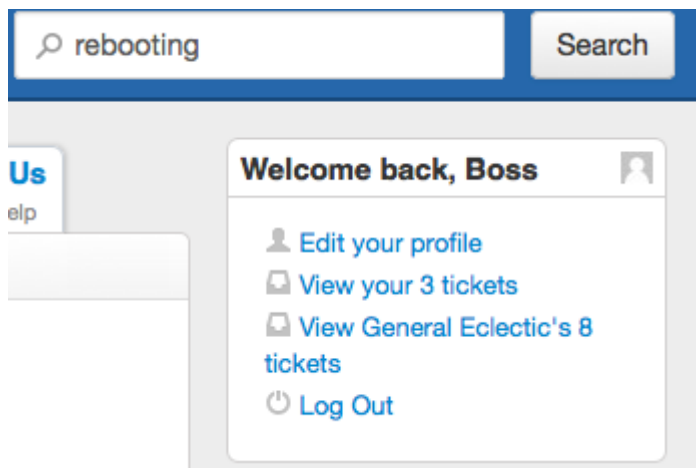 rebooting
Search
Us
elp
Welcome back, Boss
Edit your profile
View your 3 tickets
View General Eclectic's 8
tickets
Log Out